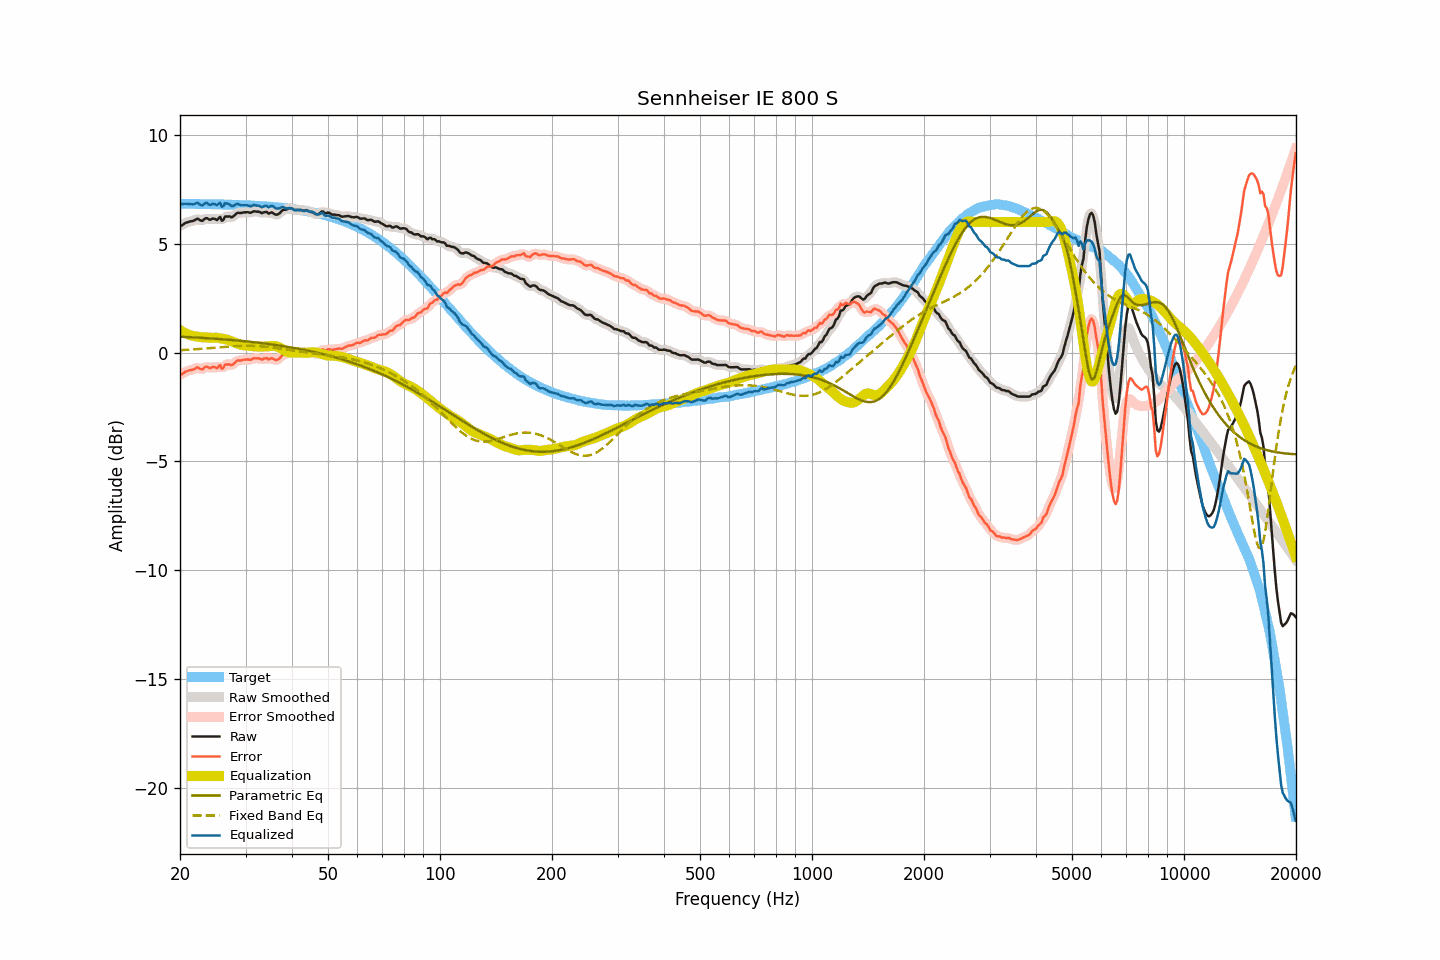 Sennheiser IE 800 S
10
5
0
−5
−10
−15
−20
Amplitude (dBr)
Target
Raw Smoothed
Error Smoothed
Raw
Error
Equalization
Parametric Eq
Fixed Band Eq
Equalized
20 50 100 200 500 1000 2000 5000 10000 20000
Frequency (Hz)